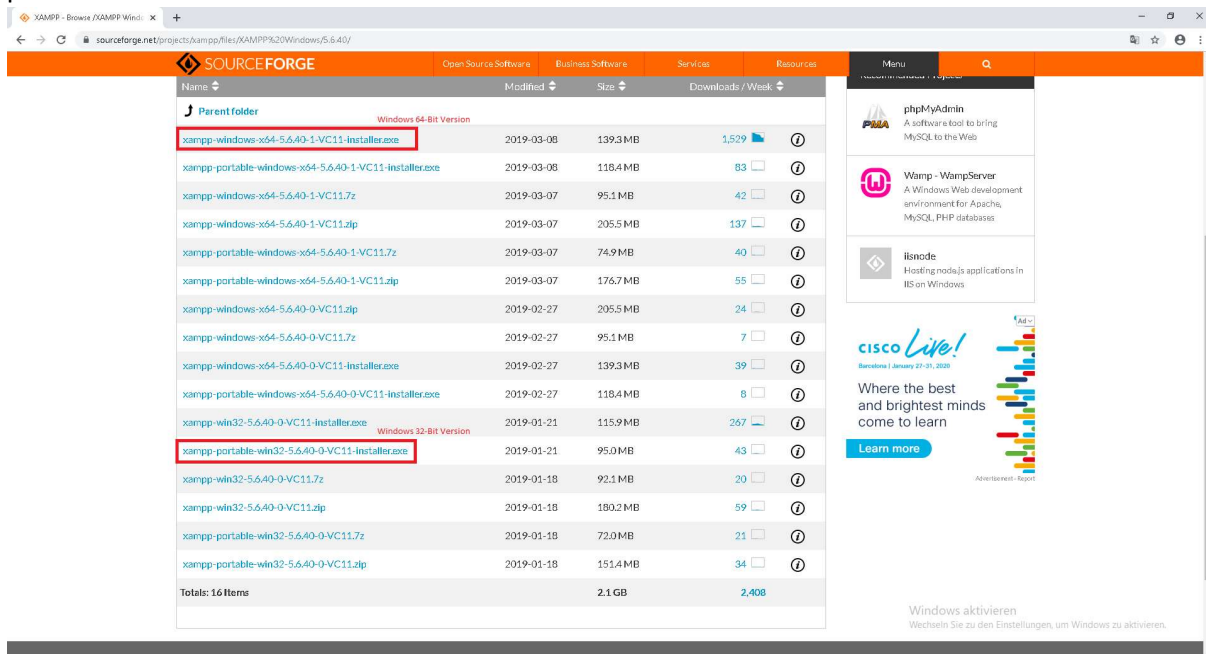 XAMPP - Browse /XAMPP Windo
sourceforge.net/projects/xampp/files/XAMPP%20Windows/5.6.40/
SOURCEFORGE
Open Source Software Business Software Services Resources Menu
Name Modified Size Downloads / Week
Parent folder
Windows 64-Bit Version
xampp-windows-x64-5.6.40-1-VC11-installer.exe 2019-03-08 139.3 MB 1,529
xampp-portable-windows-x64-5.6.40-1-VC11-installer.exe 2019-03-08 118.4 MB 83
xampp-windows-x64-5.6.40-1-VC11.7z 2019-03-07 95.1 MB 42
xampp-windows-x64-5.6.40-1-VC11.zip 2019-03-07 205.5 MB 137
xampp-portable-windows-x64-5.6.40-1-VC11.7z 2019-03-07 74.9 MB 40
xampp-portable-windows-x64-5.6.40-1-VC11.zip 2019-03-07 176.7 MB 55
xampp-windows-x64-5.6.40-0-VC11.zip 2019-02-27 205.5 MB 24
xampp-windows-x64-5.6.40-0-VC11.7z 2019-02-27 95.1 MB 7
xampp-windows-x64-5.6.40-0-VC11-installer.exe 2019-02-27 139.3 MB 39
xampp-portable-windows-x64-5.6.40-0-VC11-installer.exe 2019-02-27 118.4 MB 8
xampp-win32-5.6.40-0-VC11-installer.exe 2019-01-21 115.9 MB 267
Windows 32-Bit Version
xampp-portable-win32-5.6.40-0-VC11-installer.exe 2019-01-21 95.0 MB 43
xampp-win32-5.6.40-0-VC11.7z 2019-01-18 92.1 MB 20
xampp-win32-5.6.40-0-VC11.zip 2019-01-18 180.2 MB 59
xampp-portable-win32-5.6.40-0-VC11.7z 2019-01-18 72.0 MB 21
xampp-portable-win32-5.6.40-0-VC11.zip 2019-01-18 151.4 MB 34
Totals: 16 Items 2.1 GB 2,408
phpMyAdmin
A software tool to bring
MySQL to the Web
PMA
Wamp - WampServer
A Windows Web development
environment for Apache,
MySQL, PHP databases
iisnode
Hosting node.js applications in
IIS on Windows
Ad
CISCO Live!
Barcelona | January 27-31, 2020
Where the best
and brightest minds
come to learn
Learn more
Advertisement - Report
Windows aktivieren
Wechseln Sie zu den Einstellungen, um Windows zu aktivieren.